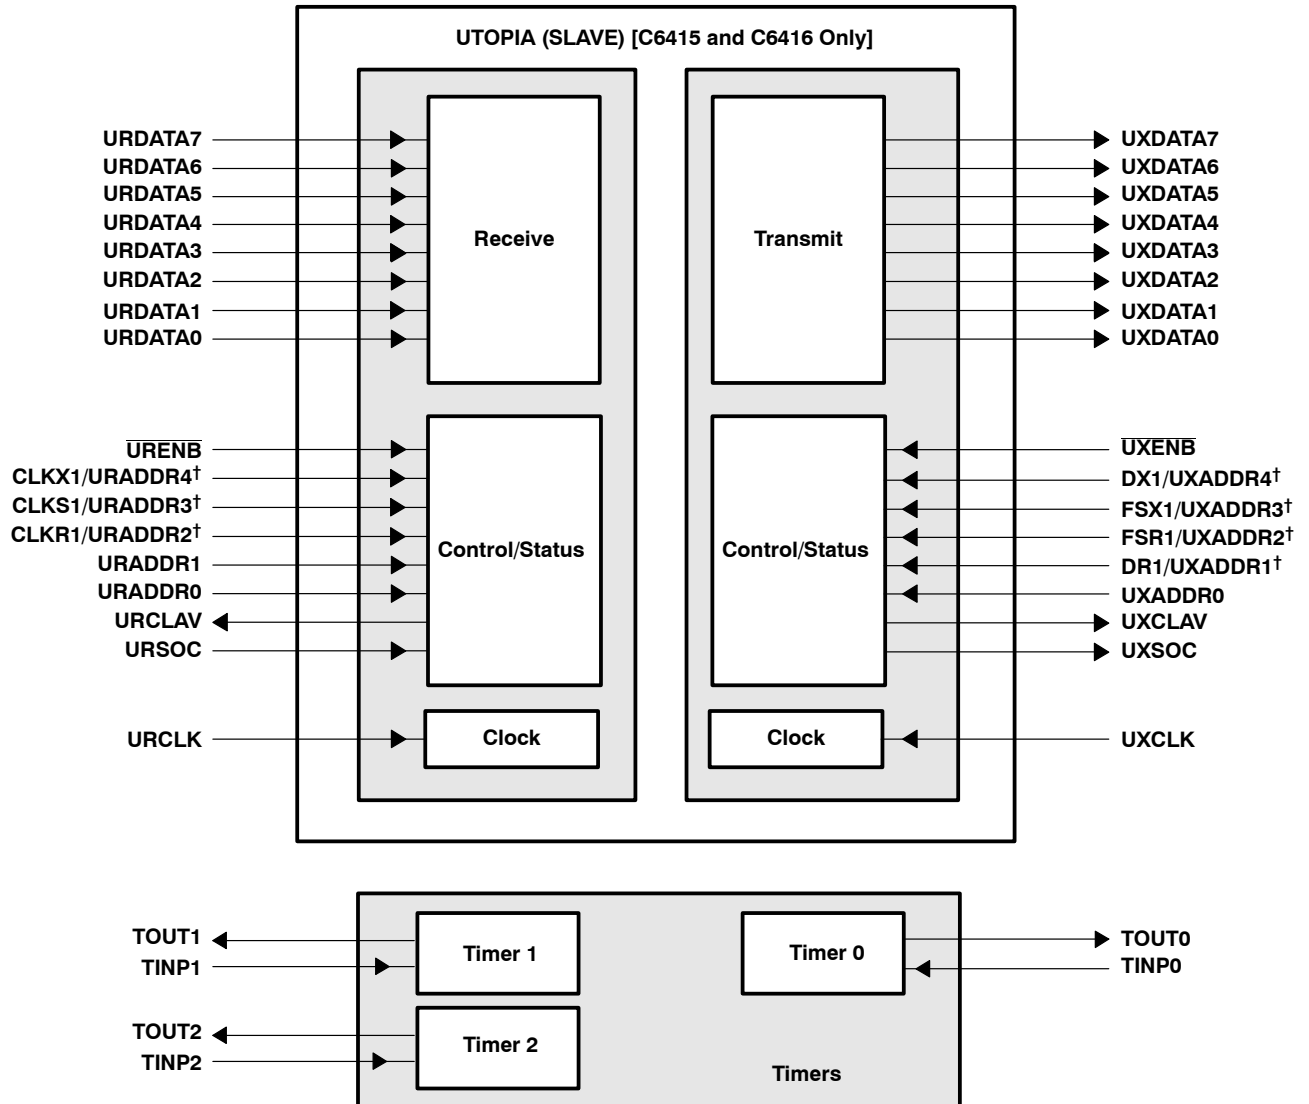 UTOPIA (SLAVE) [C6415 and C6416 Only]
URDATA7
URDATA6
URDATA5
URDATA4
URDATA3
URDATA2
URDATA1
URDATA0
Receive
Transmit
UXDATA7
UXDATA6
UXDATA5
UXDATA4
UXDATA3
UXDATA2
UXDATA1
UXDATA0
URENB
CLKX1/URADDR4†
CLKS1/URADDR3†
CLKR1/URADDR2†
URADDR1
URADDR0
URCLAV
URSOC
Control/Status
Control/Status
UXENB
DX1/UXADDR4†
FSX1/UXADDR3†
FSR1/UXADDR2†
DR1/UXADDR1†
UXADDR0
UXCLAV
UXSOC
URCLK
Clock
Clock
UXCLK
TOUT1
TINP1
Timer 1
Timer 0
TOUT0
TINP0
TOUT2
TINP2
Timer 2
Timers